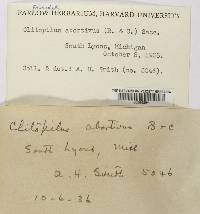 FARLOW HERBARIUM, HARVARD UNIVERSITY
Clitopilus abortivus (B. & C.) Sacc.
South Lyons, Michigan
October 6, 1936.
Coll. & det.: A. H. Smith (no. 5046).
Clitopilus abortivus B + C
South Lyons, Mich
A. H. Smith 5046
10-6-36